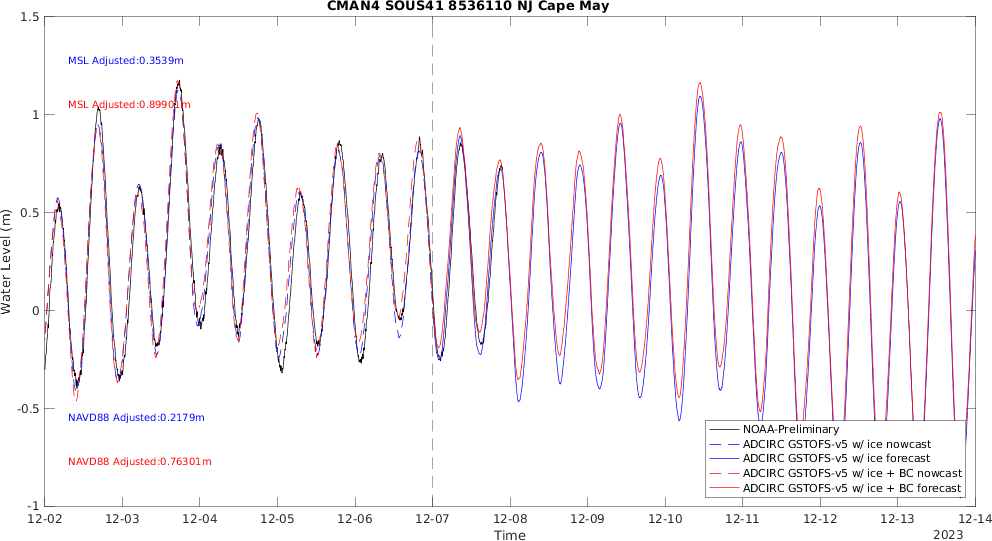 CMAN4 SOUS41 8536110 NJ Cape May
1.5
1
0.5
0
-0.5
-1
Water Level (m)
MSL Adjusted:0.3539m
MSL Adjusted:0.89901m
NAVD88 Adjusted:0.2179m
NAVD88 Adjusted:0.76301m
NOAA-Preliminary
ADCIRC GSTOFS-v5 w/ ice nowcast
ADCIRC GSTOFS-v5 w/ ice forecast
ADCIRC GSTOFS-v5 w/ice + BC nowcast
ADCIRC GSTOFS-v5 w/ice + BC forecast
12-02 12-03 12-04 12-05 12-06 12-07 12-08 12-09 12-10 12-11 12-12 12-13 12-14
Time
2023